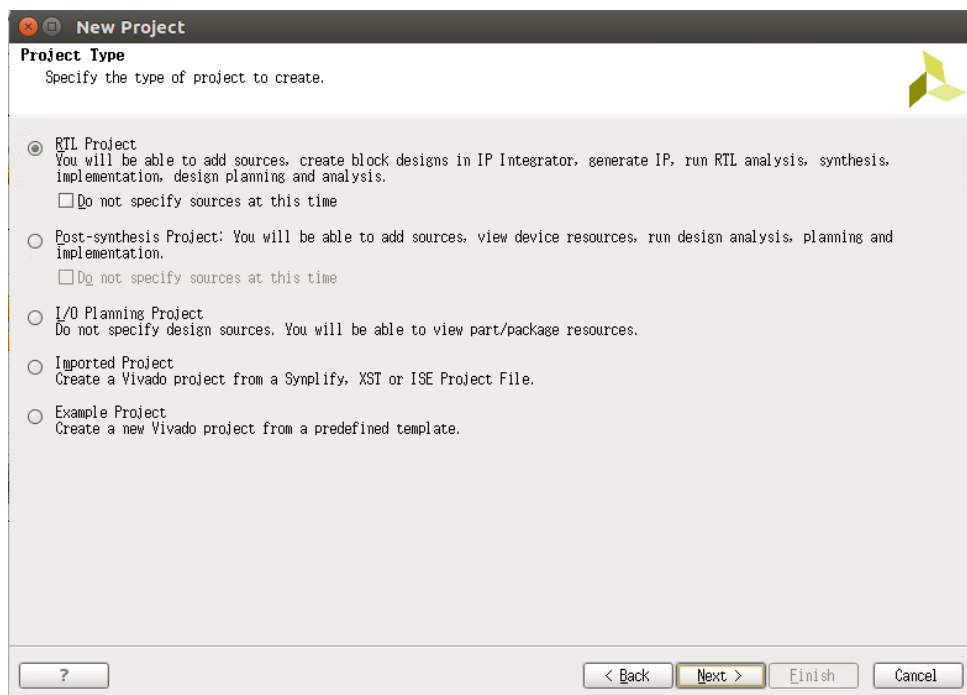 New Project
Project Type
Specify the type of project to create.
RTL Project
You will be able to add sources, create block designs in IP Integrator, generate IP, run RTL analysis, synthesis,
implementation, design planning and analysis.
Do not specify sources at this time
Post-synthesis Project: You will be able to add sources, view device resources, run design analysis, planning and
implementation.
Do not specify sources at this time
I/O Planning Project
Do not specify design sources. You will be able to view part/package resources.
Imported Project
Create a Vivado project from a Synplify, XST or ISE Project File.
Example Project
Create a new Vivado project from a predefined template.
? < Back Next > Finish Cancel